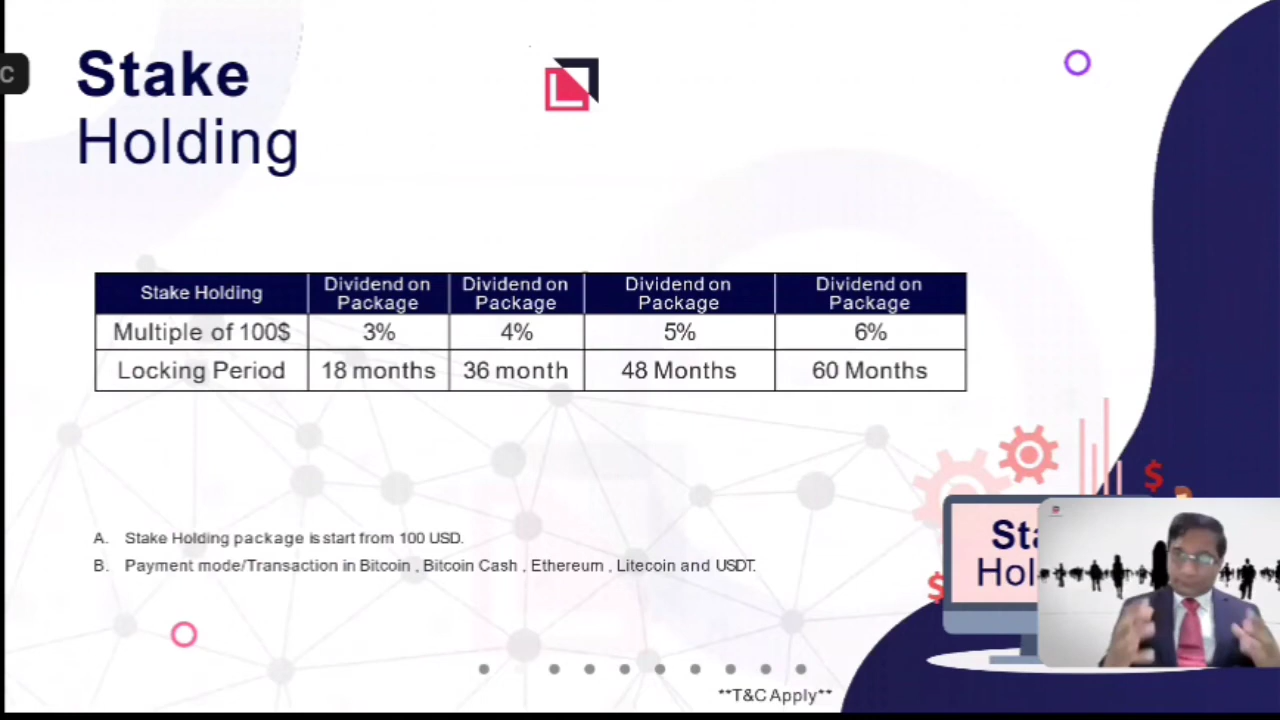 C
Stake
Holding
Stake Holding Dividend on Package Dividend on Package Dividend on Package Dividend on Package
Multiple of 100$ 3% 4% 5% 6%
Locking Period 18 months 36 month 48 Months 60 Months
A. Stake Holding package is start from 100 USD.
B. Payment mode/Transaction in Bitcoin , Bitcoin Cash , Ethereum , Litecoin and USDT.
$
Sta
Hol
$
**T&C Apply**